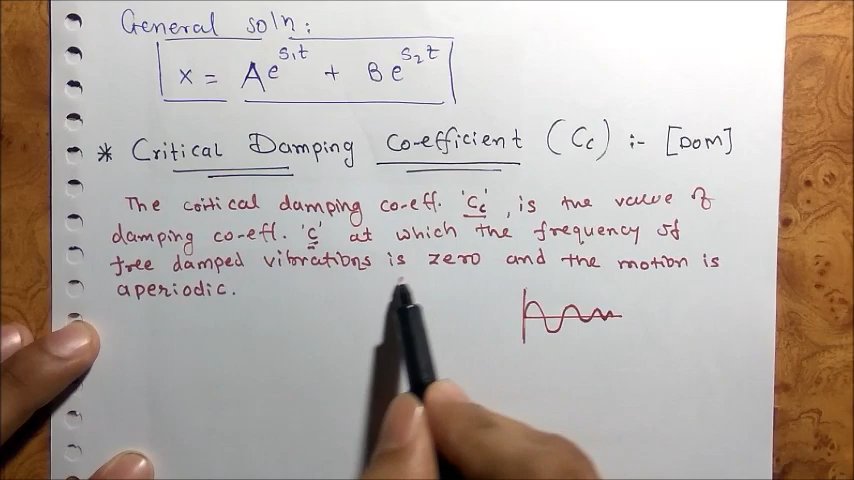 General soln:
x = Ae^s₁t + Be^s₂t
* Critical Damping Co-efficient (Cc) :- [DOM]
The critical damping co-eff. 'Cc', is the value of
damping co-eff. 'c' at which the frequency of
free damped vibrations is zero and the motion is
aperiodic.